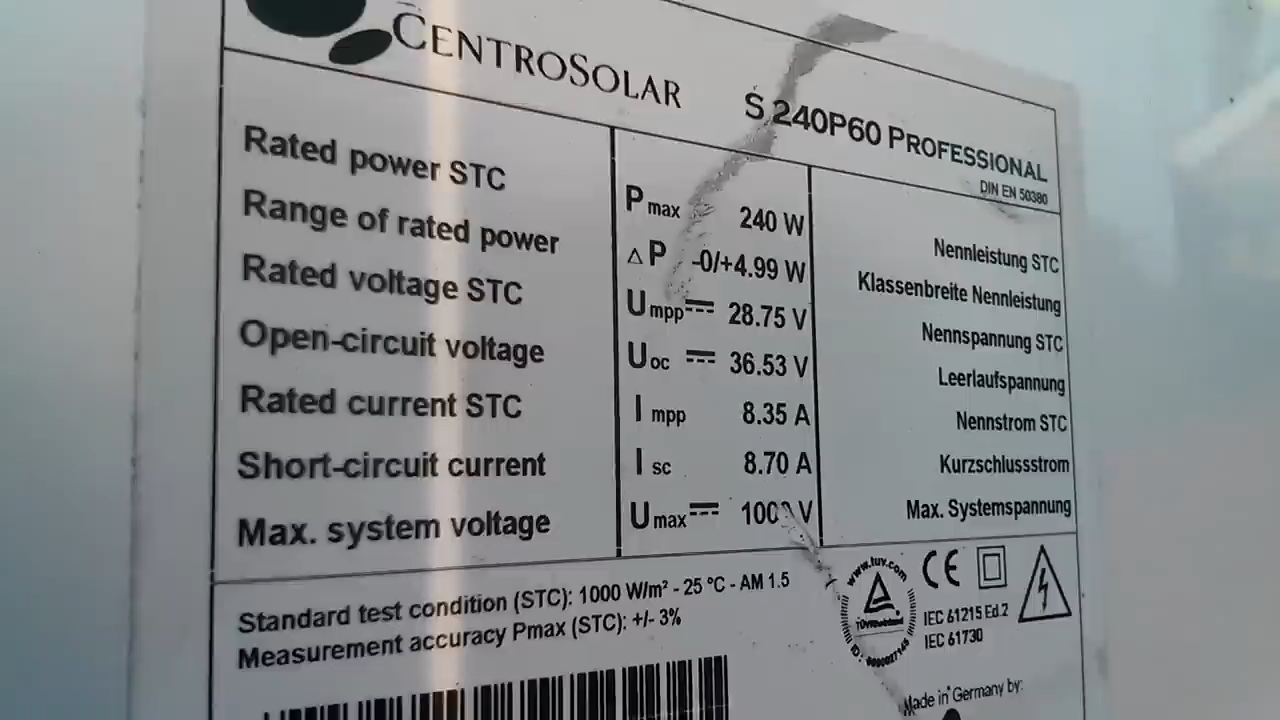 CENTROSOLAR S 240P60 PROFESSIONAL
DIN EN 50380
Rated power STC Pmax 240 W Nennleistung STC
Range of rated power △P -0/+4.99 W Klassenbreite Nennleistung
Rated voltage STC Umpp 28.75 V Nennspannung STC
Open-circuit voltage Uoc 36.53 V Leerlaufspannung
Rated current STC Impp 8.35 A Nennstrom STC
Short-circuit current Isc 8.70 A Kurzschlussstrom
Max. system voltage Umax 1000 V Max. Systemspannung
Standard test condition (STC): 1000 W/m² - 25 °C - AM 1.5
Measurement accuracy Pmax (STC): +/- 3%
www.tuv.com
TÜVRheinland
CE
IEC 61215 Ed.2
IEC 61730
Made in Germany by: